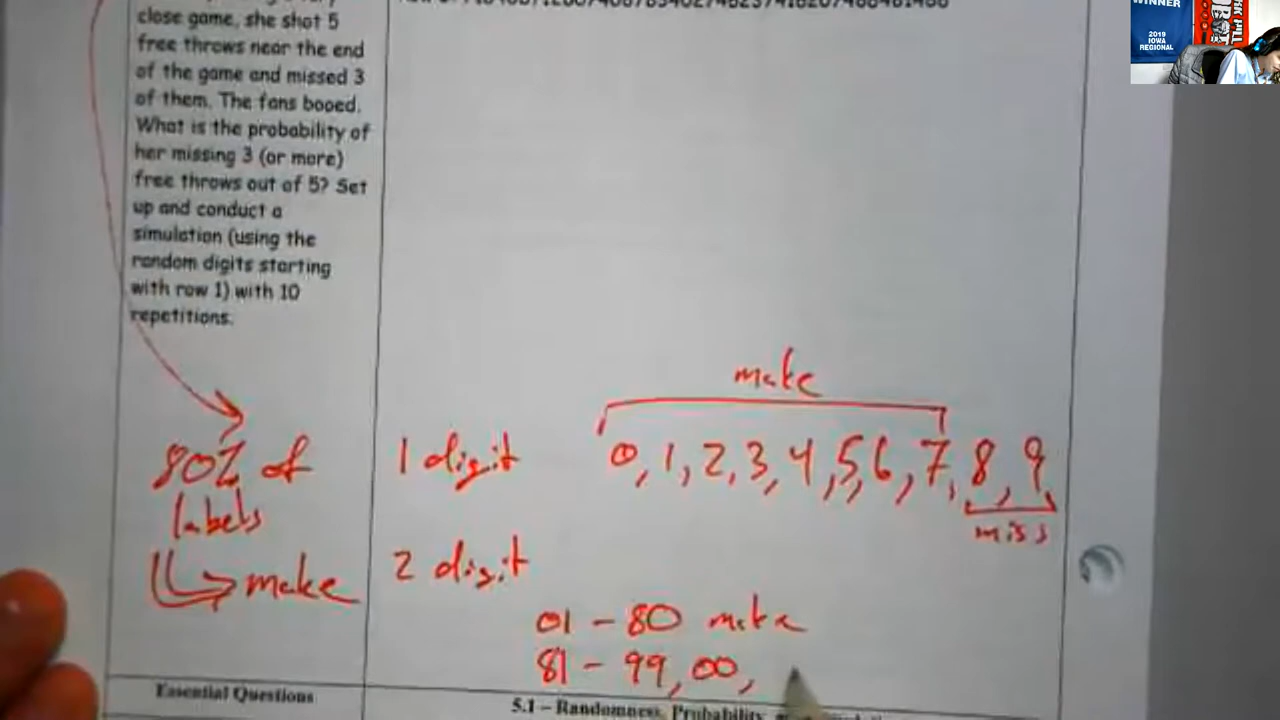 close game, she shot 5
free throws near the end
of the game and missed 3
of them. The fans booed.
What is the probability of
her missing 3 (or more)
free throws out of 5? Set
up and conduct a
simulation (using the
random digits starting
with row 1) with 10
repetitions.
make
80% of
labels
make
1 digit
0, 1, 2, 3, 4, 5, 6, 7, 8, 9,
miss
2 digit
01 - 80 make
81 - 99, 00,
Essential Questions
5.1 – Randomness, Probability,
WINNER
2019
IOWA
REGIONAL